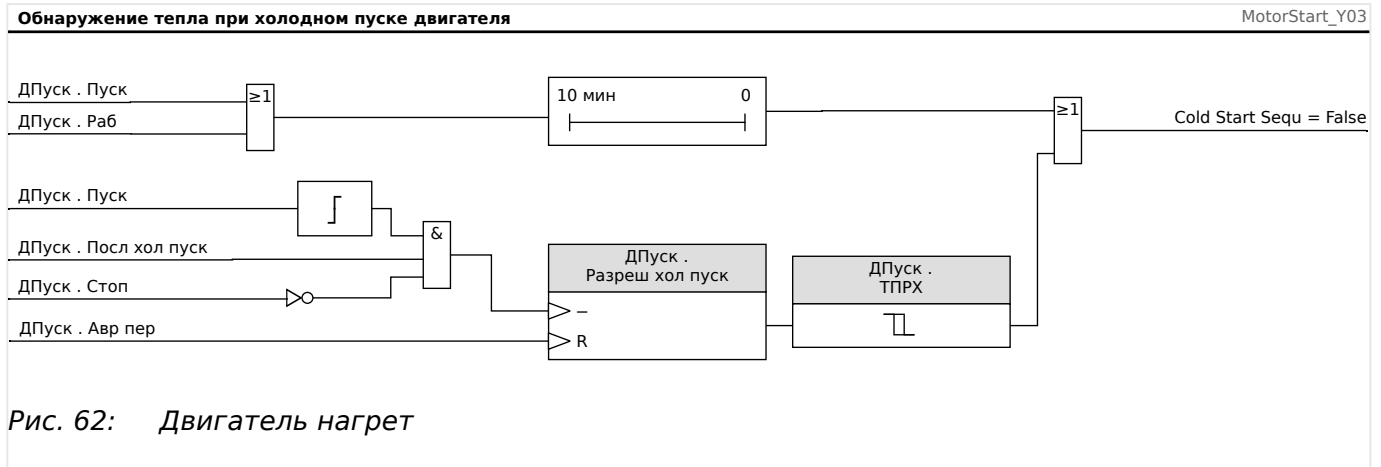 Обнаружение тепла при холодном пуске двигателя
MotorStart_Y03
ДПуск . Пуск
ДПуск . Раб
≥1
10 мин
0
≥1
Cold Start Sequ = False
ДПуск . Пуск
ДПуск . Посл хол пуск
ДПуск . Стоп
ДПуск . Авр пер
&
ДПуск .
Разреш хол пуск
–
R
ДПуск .
ТПРХ
Рис. 62: Двигатель нагрет